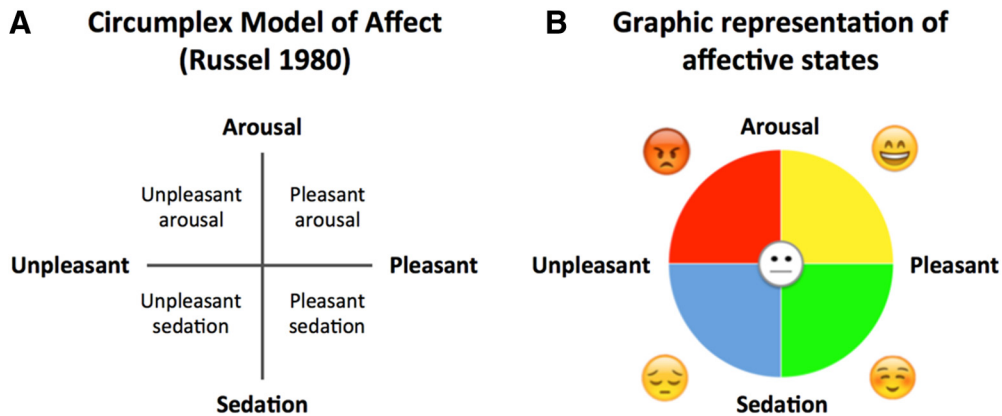 A
Circumplex Model of Affect
(Russel 1980)
Arousal
Unpleasant
arousal
Pleasant
arousal
Unpleasant
Pleasant
Unpleasant
sedation
Pleasant
sedation
Sedation
B
Graphic representation of
affective states
Arousal
Unpleasant
Pleasant
Sedation